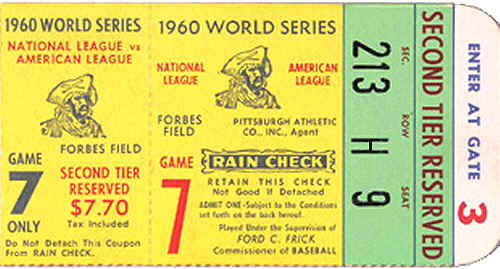 1960 WORLD SERIES
NATIONAL LEAGUE vs
AMERICAN LEAGUE
FORBES FIELD
GAME
7
ONLY
SECOND TIER
RESERVED
$7.70
Tax Included
Do Not Detach This Coupon
From RAIN CHECK.
1960 WORLD SERIES
NATIONAL
LEAGUE
AMERICAN
LEAGUE
FORBES
FIELD
PITTSBURGH ATHLETIC
CO., INC., Agent
GAME
7
RAIN CHECK
RETAIN THIS CHECK
Not Good If Detached
ADMIT ONE-Subject to the Conditions
set forth on the back hereof.
Played Under the Supervision of
FORD C. FRICK
Commissioner of BASEBALL
SEC.
213
ROW
H
SEAT
9
SECOND TIER RESERVED
ENTER AT GATE
3